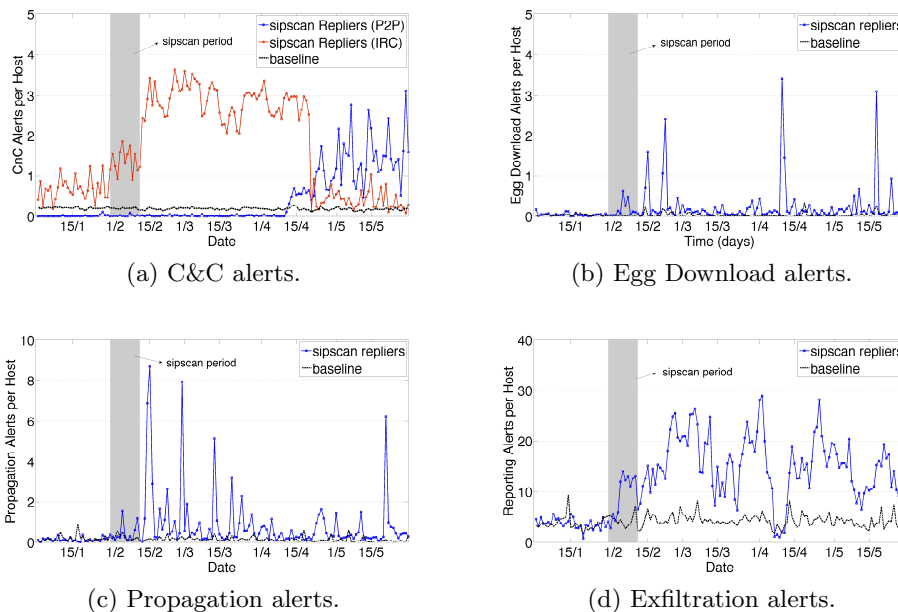 sipscan Repliers (P2P)
sipscan Repliers (IRC)
baseline
sipscan period
CnC Alerts per Host
5
4
3
2
1
0
15/1 1/2 15/2 1/3 15/3 1/4 15/4 1/5 15/5
Date
(a) C&C alerts.
sipscan repliers
baseline
sipscan period
Egg Download Alerts per Host
5
4
3
2
1
0
15/1 1/2 15/2 1/3 15/3 1/4 15/4 1/5 15/5
Time (days)
(b) Egg Download alerts.
sipscan repliers
baseline
sipscan period
Propagation Alerts per Host
10
8
6
4
2
0
15/1 1/2 15/2 1/3 15/3 1/4 15/4 1/5 15/5
Date
(c) Propagation alerts.
sipscan repliers
baseline
sipscan period
Reporting Alerts per Host
40
30
20
10
0
15/1 1/2 15/2 1/3 15/3 1/4 15/4 1/5 15/5
Date
(d) Exfiltration alerts.